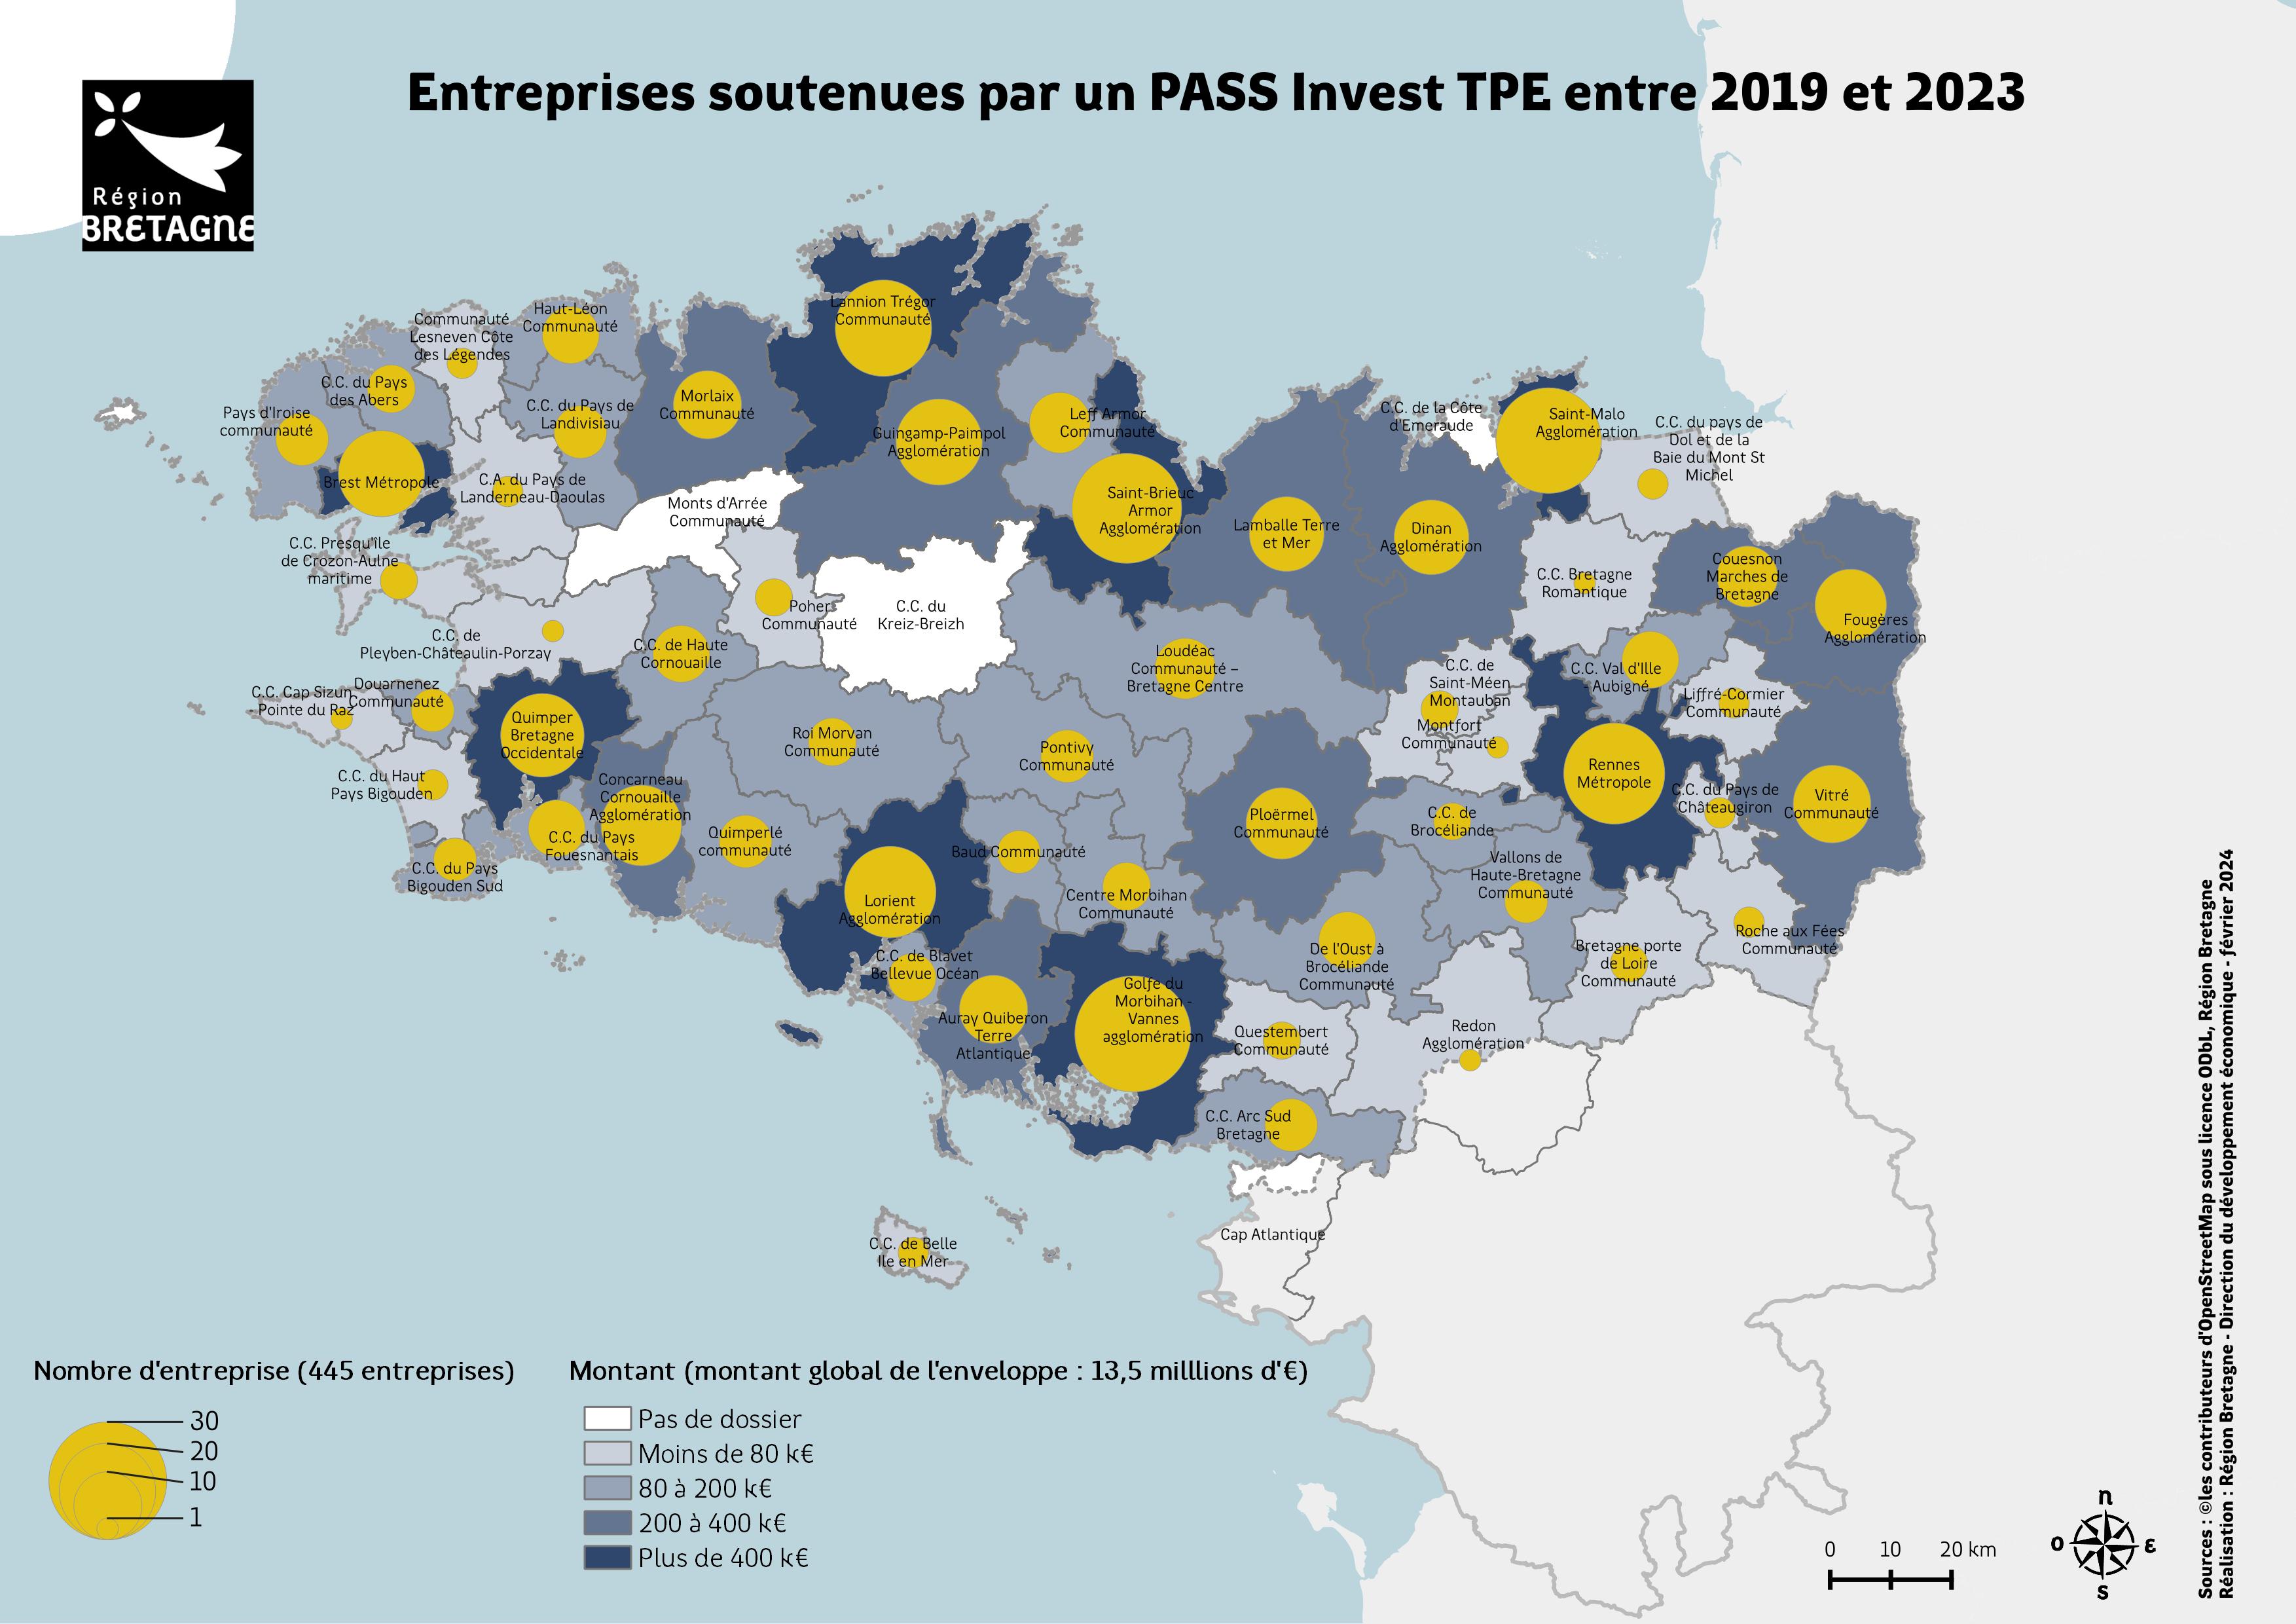 Entreprises soutenues par un PASS Invest TPE entre 2019 et 2023
Région
BRETAGNE
Lannion Trégor
Communauté
Haut-Léon
Communauté
Communauté
Lesneven Côte
des Légendes
C.C. du Pays
des Abers
Pays d'Iroise
communauté
C.C. du Pays de
Landivisiau
Morlaix
Communauté
Guingamp-Paimpol
Agglomération
Leff Armor
Communauté
C.C. de la Côte
d'Emeraude
Saint-Malo
Agglomération
C.C. du pays de
Dol et de la
Baie du Mont St
Michel
Brest Métropole
C.A. du Pays de
Landerneau-Daoulas
Monts d'Arrée
Communauté
Saint-Brieuc
Armor
Agglomération
Lamballe Terre
et Mer
Dinan
Agglomération
C.C. Presqu'île
de Crozon-Aulne
maritime
C.C. Bretagne
Romantique
Couesnon
Marches de
Bretagne
Fougères
Agglomération
Poher
Communauté
C.C. du
Kreiz-Breizh
C.C. de
Pleyben-Châteaulin-Porzay
C.C. de Haute
Cornouaille
Loudéac
Communauté –
Bretagne Centre
C.C. de
Saint-Méen
Montauban
Montfort
Communauté
C.C. Val d'Ille
- Aubigné
Liffré-Cormier
Communauté
C.C. Cap Sizun
- Pointe du Raz
Douarnenez
Communauté
Quimper
Bretagne
Occidentale
Roi Morvan
Communauté
Pontivy
Communauté
Rennes
Métropole
C.C. du Pays de
Châteaugiron
Vitré
Communauté
C.C. du Haut
Pays Bigouden
Concarneau
Cornouaille
Agglomération
C.C. du Pays
Fouesnantais
Quimperlé
communauté
Ploërmel
Communauté
C.C. de
Brocéliande
C.C. du Pays
Bigouden Sud
Baud Communauté
Centre Morbihan
Communauté
Vallons de
Haute-Bretagne
Communauté
Lorient
Agglomération
C.C. de Blavet
Bellevue Océan
De l'Oust à
Brocéliande
Communauté
Bretagne porte
de Loire
Communauté
Roche aux Fées
Communauté
Auray Quiberon
Terre
Atlantique
Golfe du
Morbihan -
Vannes
agglomération
Questembert
Communauté
Redon
Agglomération
C.C. Arc Sud
Bretagne
C.C. de Belle
Ile en Mer
Cap Atlantique
Nombre d'entreprise (445 entreprises)
30
20
10
1
Montant (montant global de l'enveloppe : 13,5 milllions d'€)
Pas de dossier
Moins de 80 k€
80 à 200 k€
200 à 400 k€
Plus de 400 k€
0 10 20 km
n
o ε
s
Sources : ©les contributeurs d'OpenStreetMap sous licence ODbL, Région Bretagne
Réalisation : Région Bretagne - Direction du développement économique - février 2024